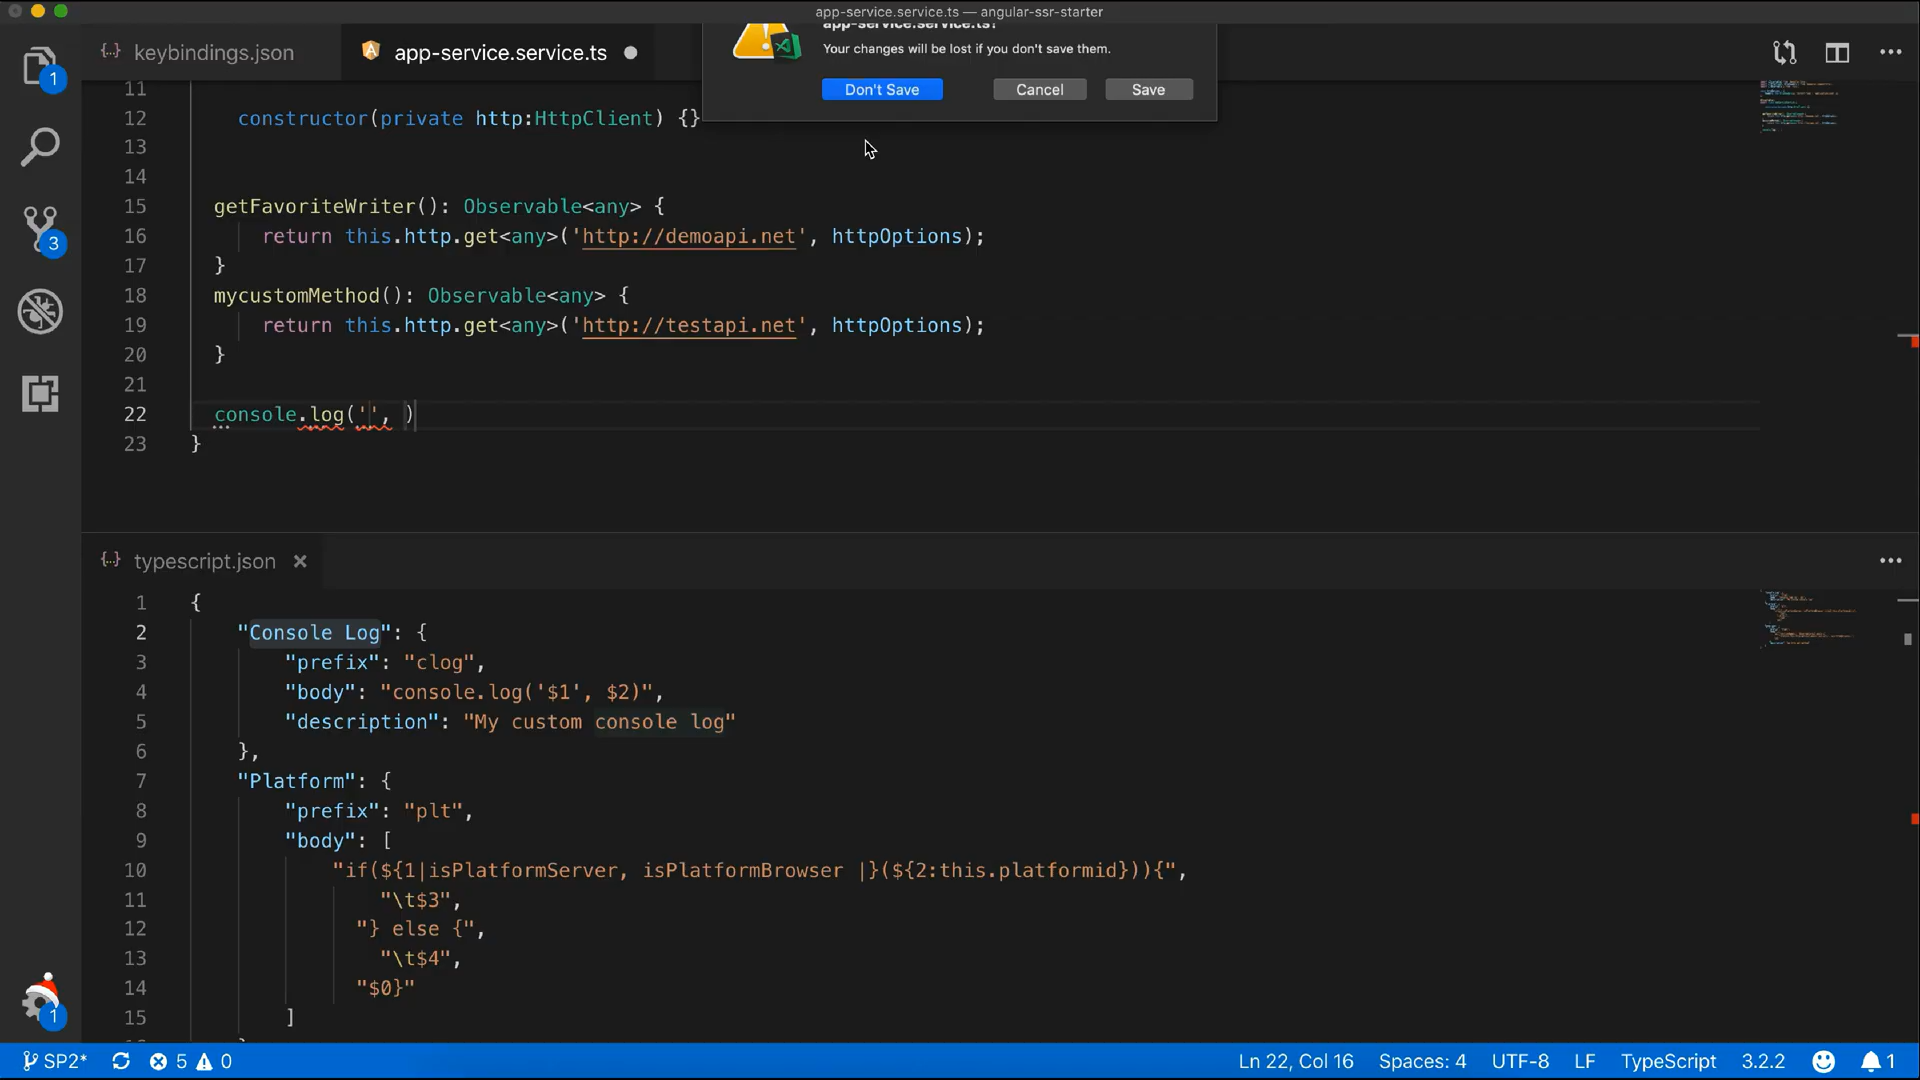 app-service.service.ts — angular-ssr-starter
keybindings.json
app-service.service.ts
app-service.service.ts?
Your changes will be lost if you don't save them.
Don't Save
Cancel
Save
1
3
11
12 constructor(private http:HttpClient) {}
13
14
15 getFavoriteWriter(): Observable<any> {
16 return this.http.get<any>('http://demoapi.net', httpOptions);
17 }
18 mycustomMethod(): Observable<any> {
19 return this.http.get<any>('http://testapi.net', httpOptions);
20 }
21
22 console.log('', )
23 }
{..} typescript.json ×
1 {
2 "Console Log": {
3 "prefix": "clog",
4 "body": "console.log('$1', $2)",
5 "description": "My custom console log"
6 },
7 "Platform": {
8 "prefix": "plt",
9 "body": [
10 "if(${1|isPlatformServer, isPlatformBrowser |}(${2:this.platformid})){",
11 "\t$3",
12 "} else {",
13 "\t$4",
14 "$0}"
15 ]
1
SP2* 5 0
Ln 22, Col 16 Spaces: 4 UTF-8 LF TypeScript 3.2.2 1